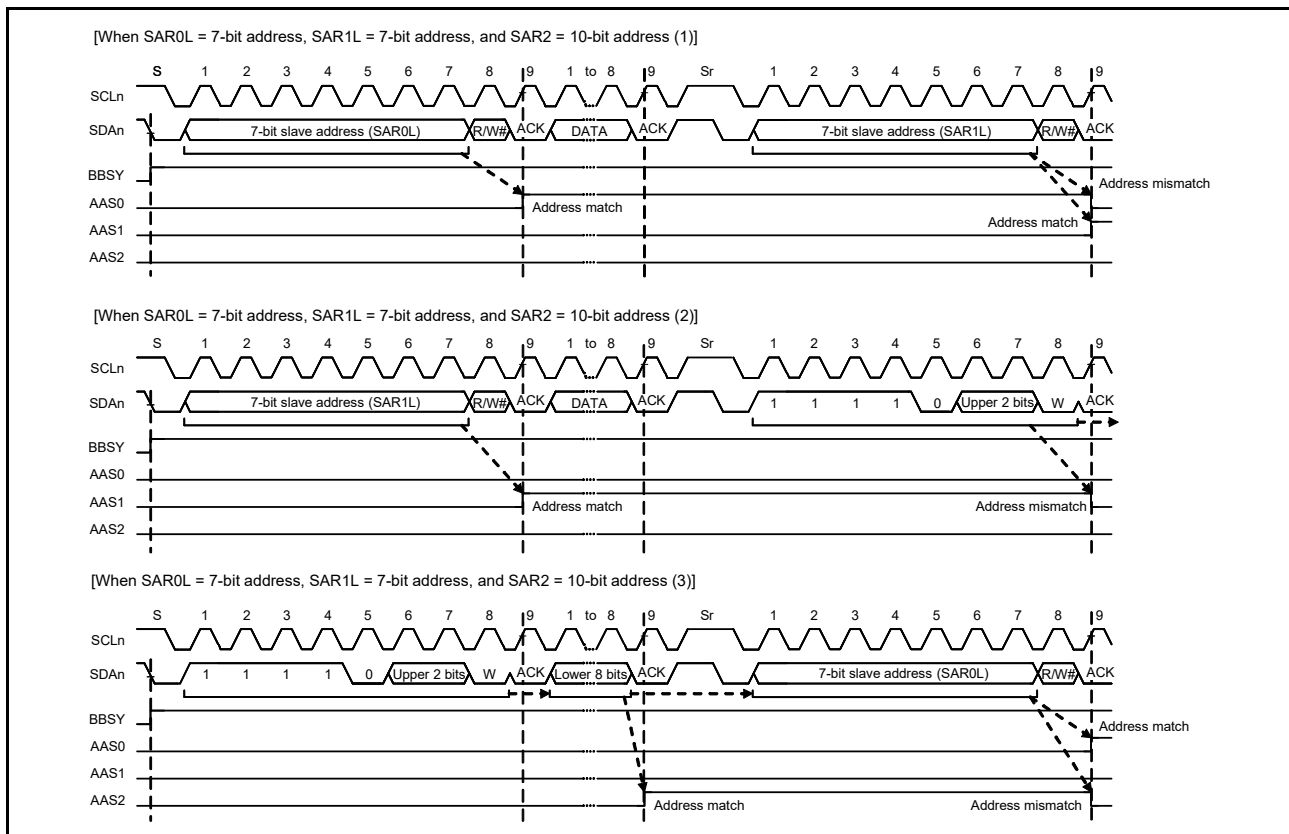 [When SAR0L = 7-bit address, SAR1L = 7-bit address, and SAR2 = 10-bit address (1)]
S 1 2 3 4 5 6 7 8 9 1 to 8 9 Sr 1 2 3 4 5 6 7 8 9
SCLn
SDAn 7-bit slave address (SAR0L) R/W# ACK DATA ACK 7-bit slave address (SAR1L) R/W# ACK
BBSY
Address mismatch
AAS0 Address match
Address match
AAS1
AAS2
[When SAR0L = 7-bit address, SAR1L = 7-bit address, and SAR2 = 10-bit address (2)]
S 1 2 3 4 5 6 7 8 9 1 to 8 9 Sr 1 2 3 4 5 6 7 8 9
SCLn
SDAn 7-bit slave address (SAR1L) R/W# ACK DATA ACK 1 1 1 1 0 Upper 2 bits W ACK
BBSY
AAS0
AAS1 Address match Address mismatch
AAS2
[When SAR0L = 7-bit address, SAR1L = 7-bit address, and SAR2 = 10-bit address (3)]
S 1 2 3 4 5 6 7 8 9 1 to 8 9 Sr 1 2 3 4 5 6 7 8 9
SCLn
SDAn 1 1 1 1 0 Upper 2 bits W ACK Lower 8 bits ACK 7-bit slave address (SAR0L) R/W# ACK
BBSY
Address match
AAS0
AAS1
AAS2 Address match Address mismatch